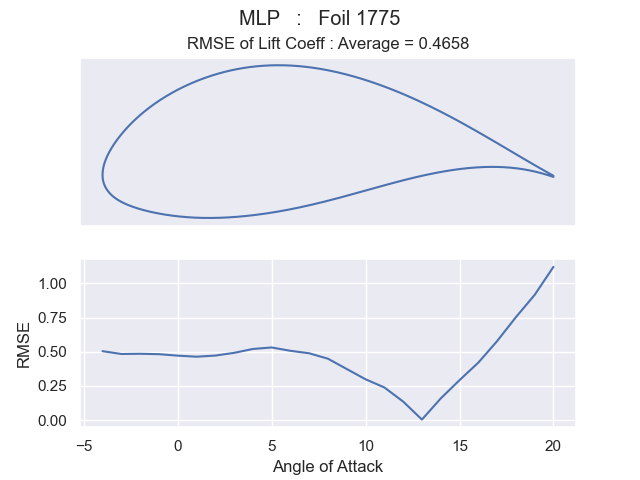 MLP : Foil 1775
RMSE of Lift Coeff : Average = 0.4658
1.00
0.75
0.50
0.25
0.00
RMSE
−5 0 5 10 15 20
Angle of Attack